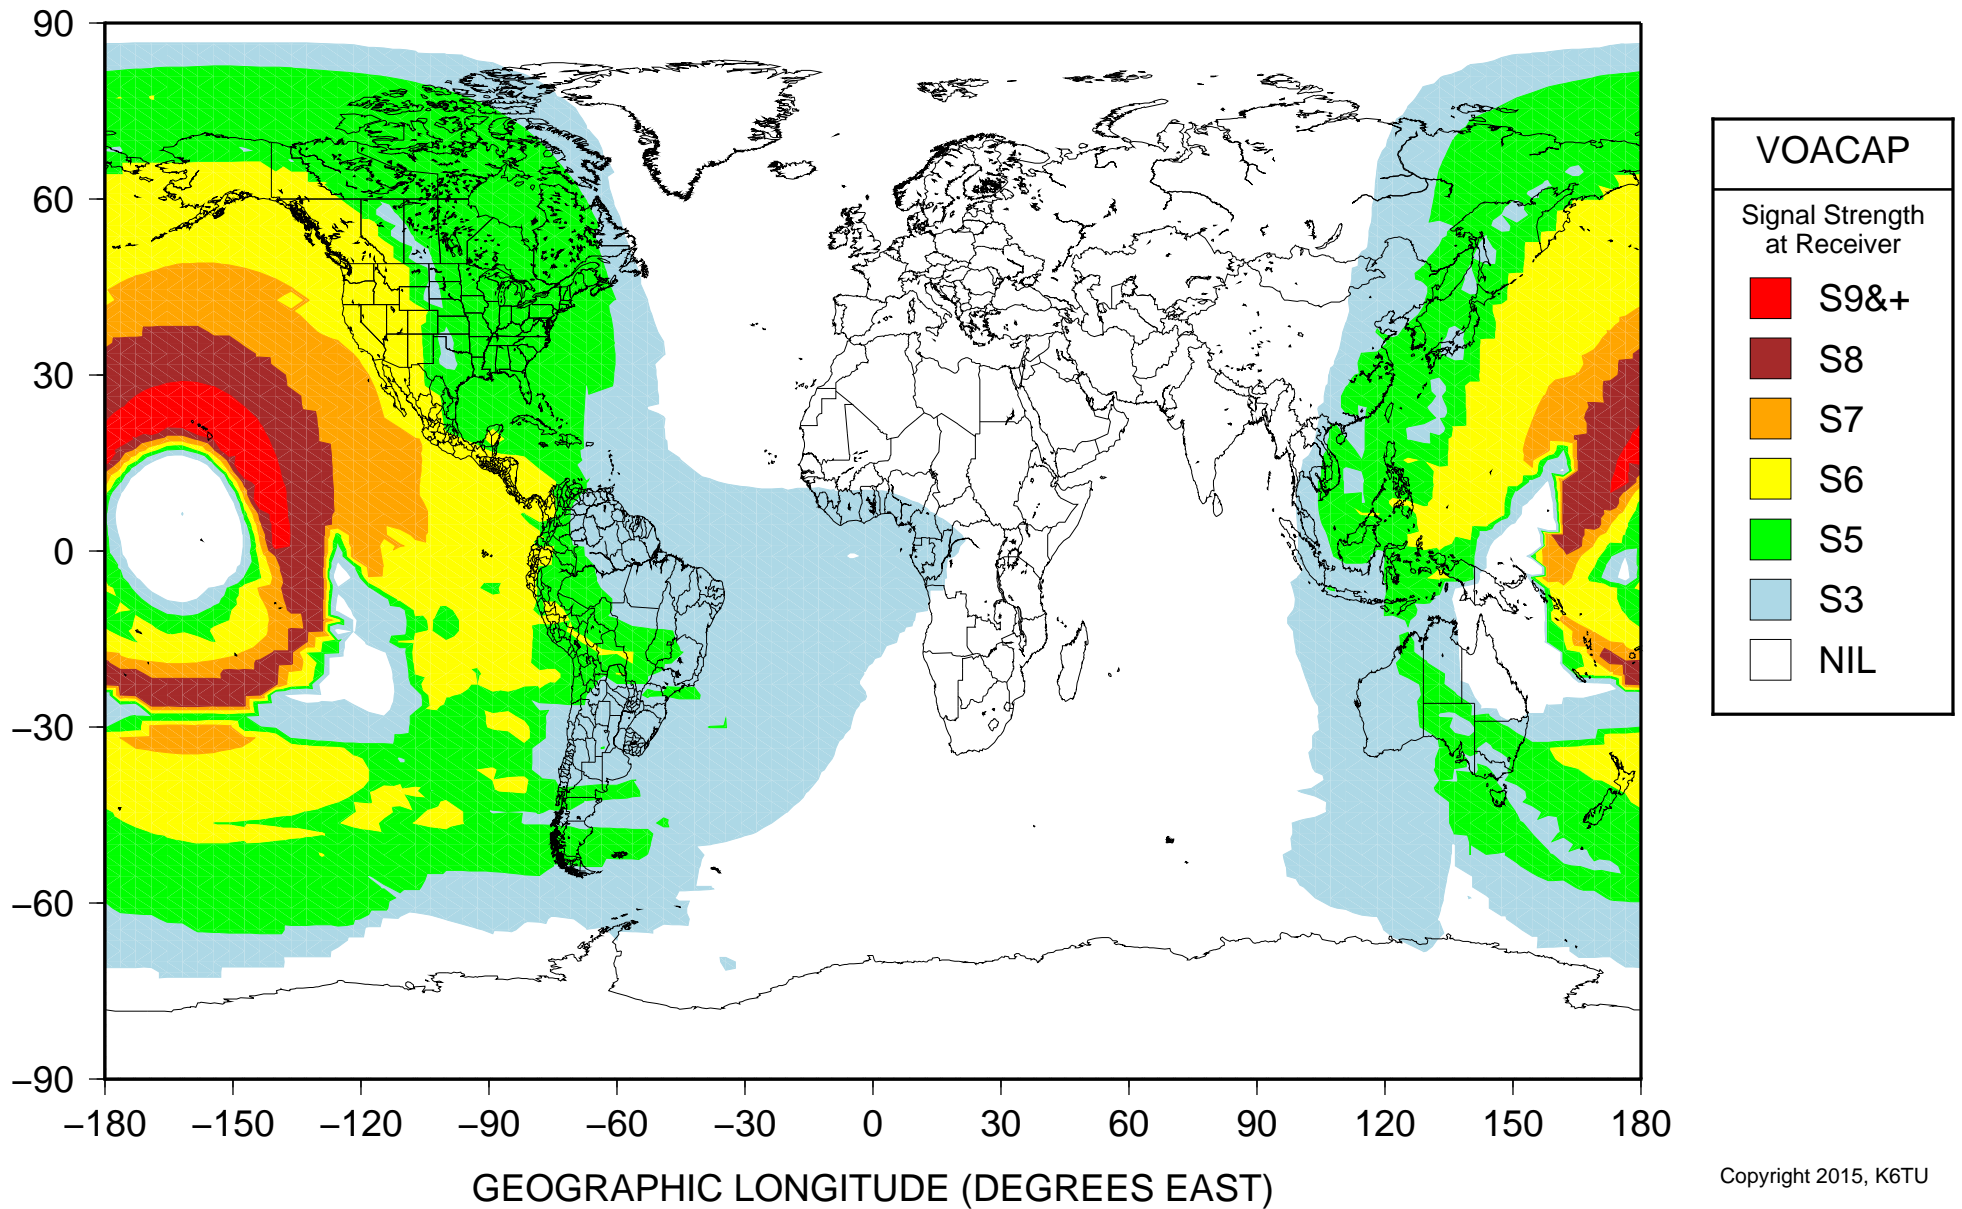 90
60
30
0
−30
−60
−90
−180 −150 −120 −90 −60 −30 0 30 60 90 120 150 180
GEOGRAPHIC LONGITUDE (DEGREES EAST)
VOACAP
Signal Strength
at Receiver
S9&+
S8
S7
S6
S5
S3
NIL
Copyright 2015, K6TU